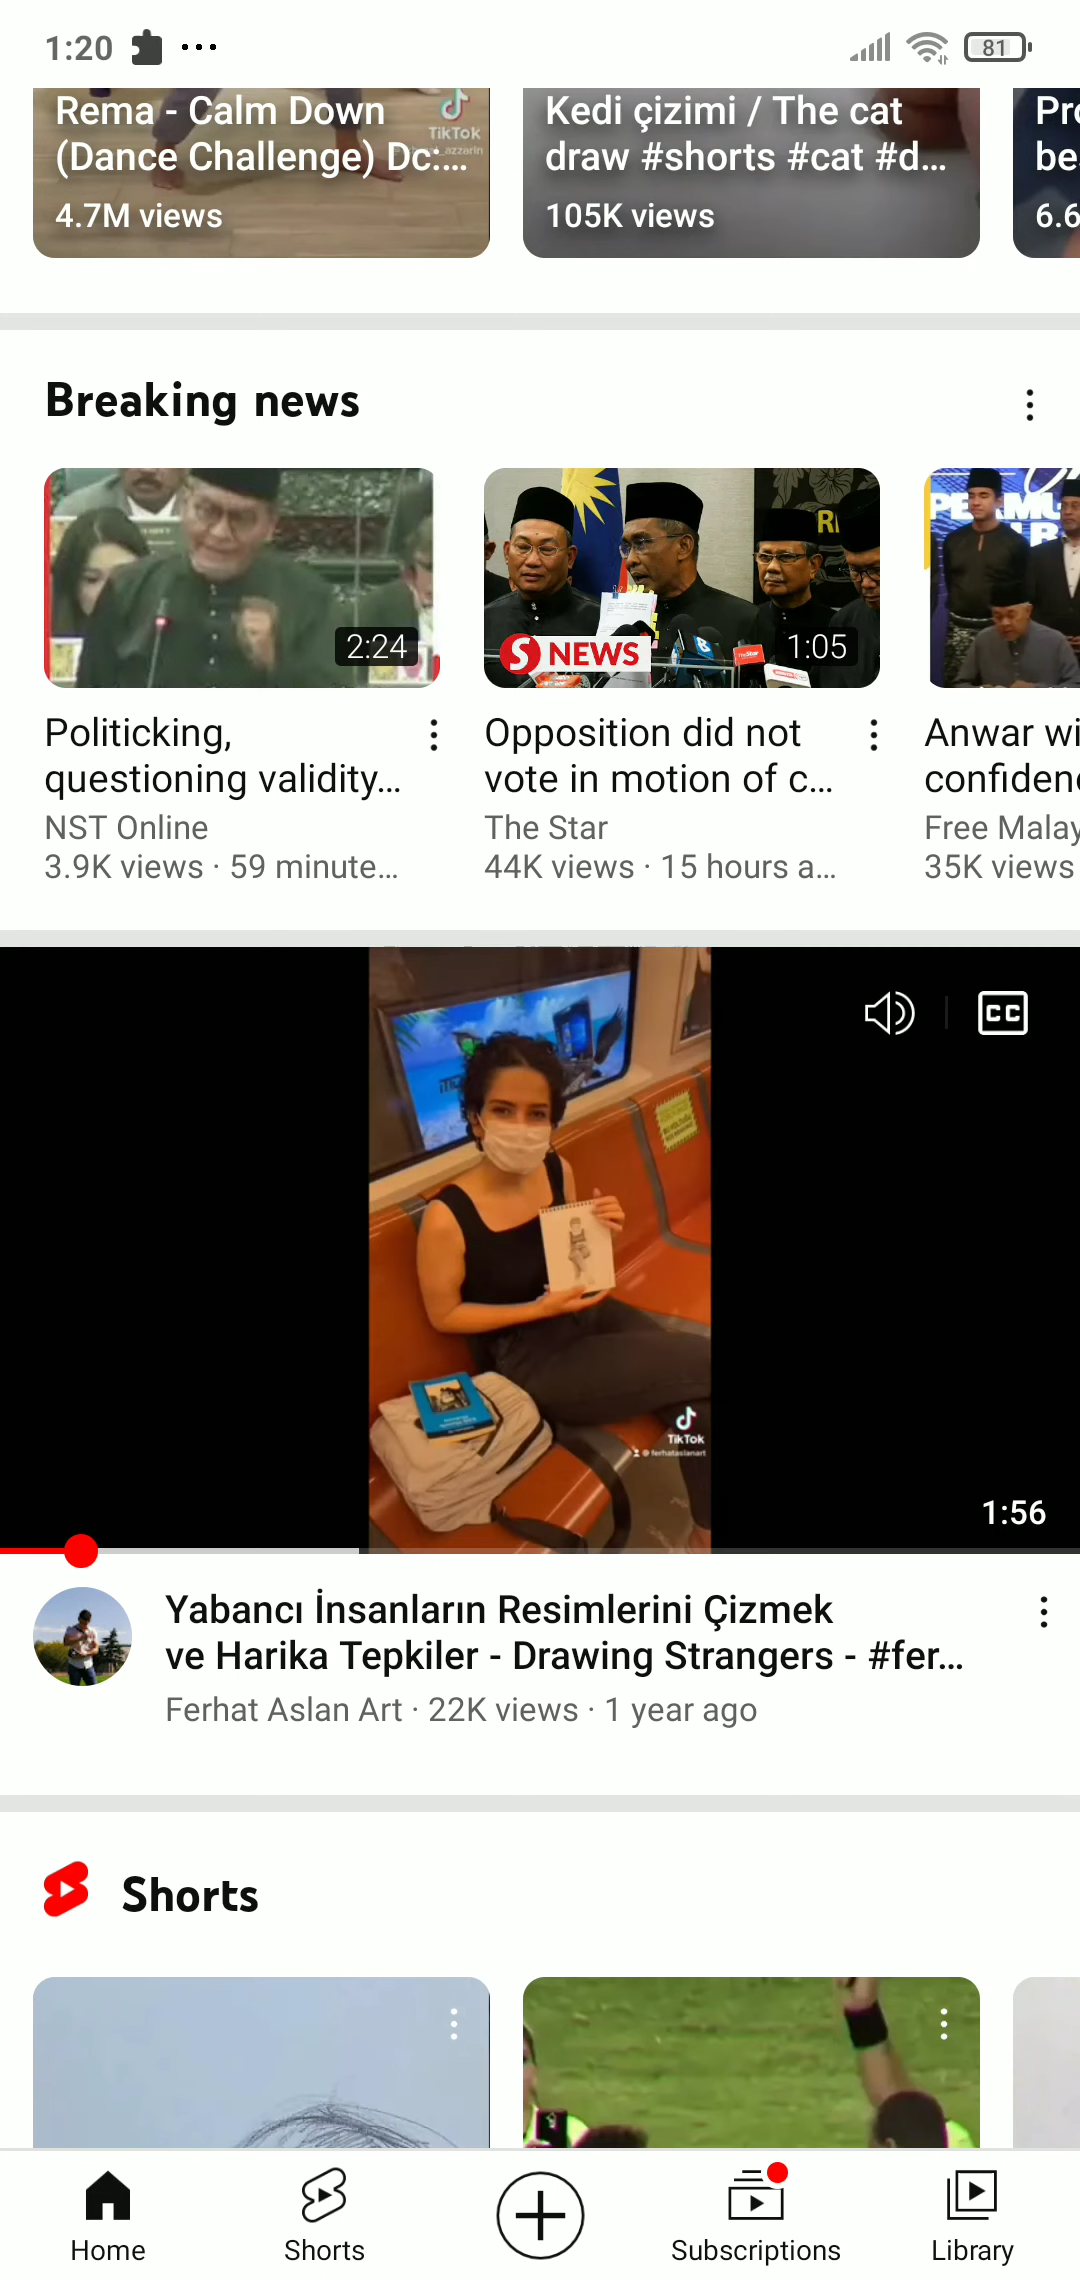 1:20
81
Rema - Calm Down
(Dance Challenge) Dc:...
4.7M views
TikTok
Kedi çizimi / The cat
draw #shorts #cat #d...
105K views
6.6
Breaking news
2:24
NEWS
1:05
Politicking,
questioning validity...
NST Online
3.9K views · 59 minute...
Opposition did not
vote in motion of c...
The Star
44K views · 15 hours a...
Anwar wi
confiden
Free Malay
35K views
CC
TikTok
1:56
Yabancı İnsanların Resimlerini Çizmek
ve Harika Tepkiler - Drawing Strangers - #fer...
Ferhat Aslan Art · 22K views · 1 year ago
Shorts
Home
Shorts
Subscriptions
Library